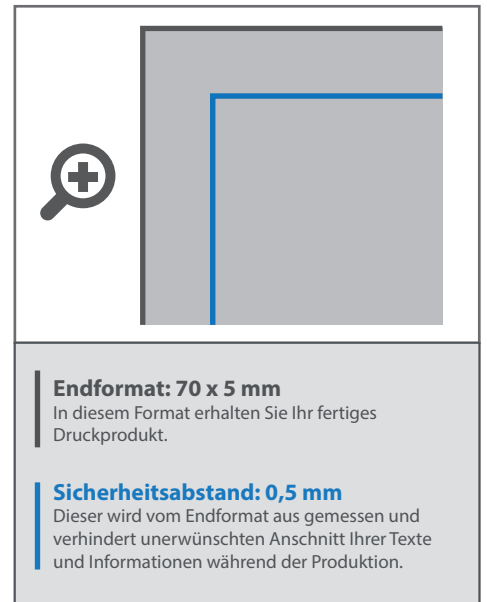 Endformat: 70 x 5 mm
In diesem Format erhalten Sie Ihr fertiges
Druckprodukt.
Sicherheitsabstand: 0,5 mm
Dieser wird vom Endformat aus gemessen und
verhindert unerwünschten Anschnitt Ihrer Texte
und Informationen während der Produktion.